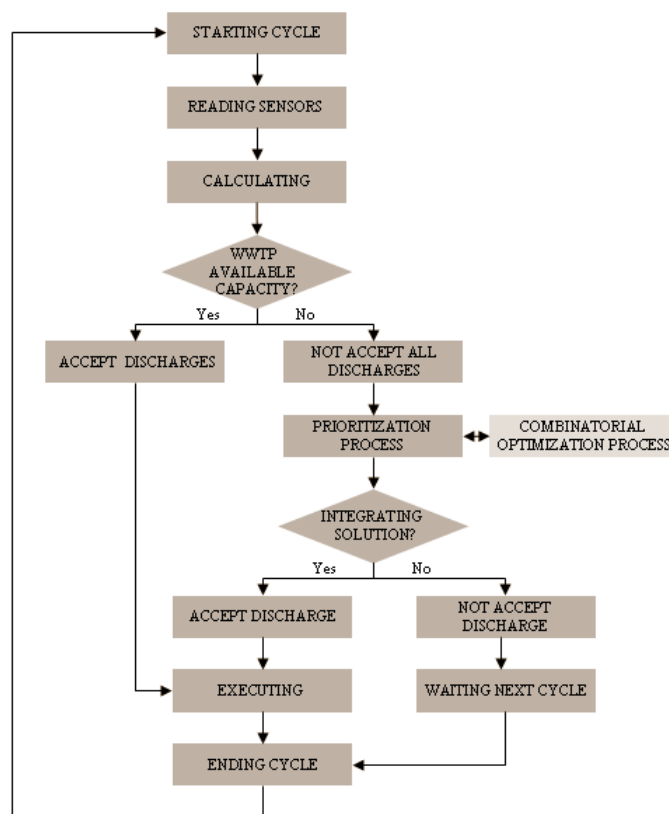 STARTING CYCLE
READING SENSORS
CALCULATING
WWTP
AVAILABLE
CAPACITY?
Yes
No
ACCEPT DISCHARGES
NOT ACCEPT ALL
DISCHARGES
PRIORITIZATION
PROCESS
COMBINATORIAL
OPTIMIZATION PROCESS
INTEGRATING
SOLUTION?
Yes
No
ACCEPT DISCHARGE
NOT ACCEPT
DISCHARGE
EXECUTING
WAITING NEXT CYCLE
ENDING CYCLE